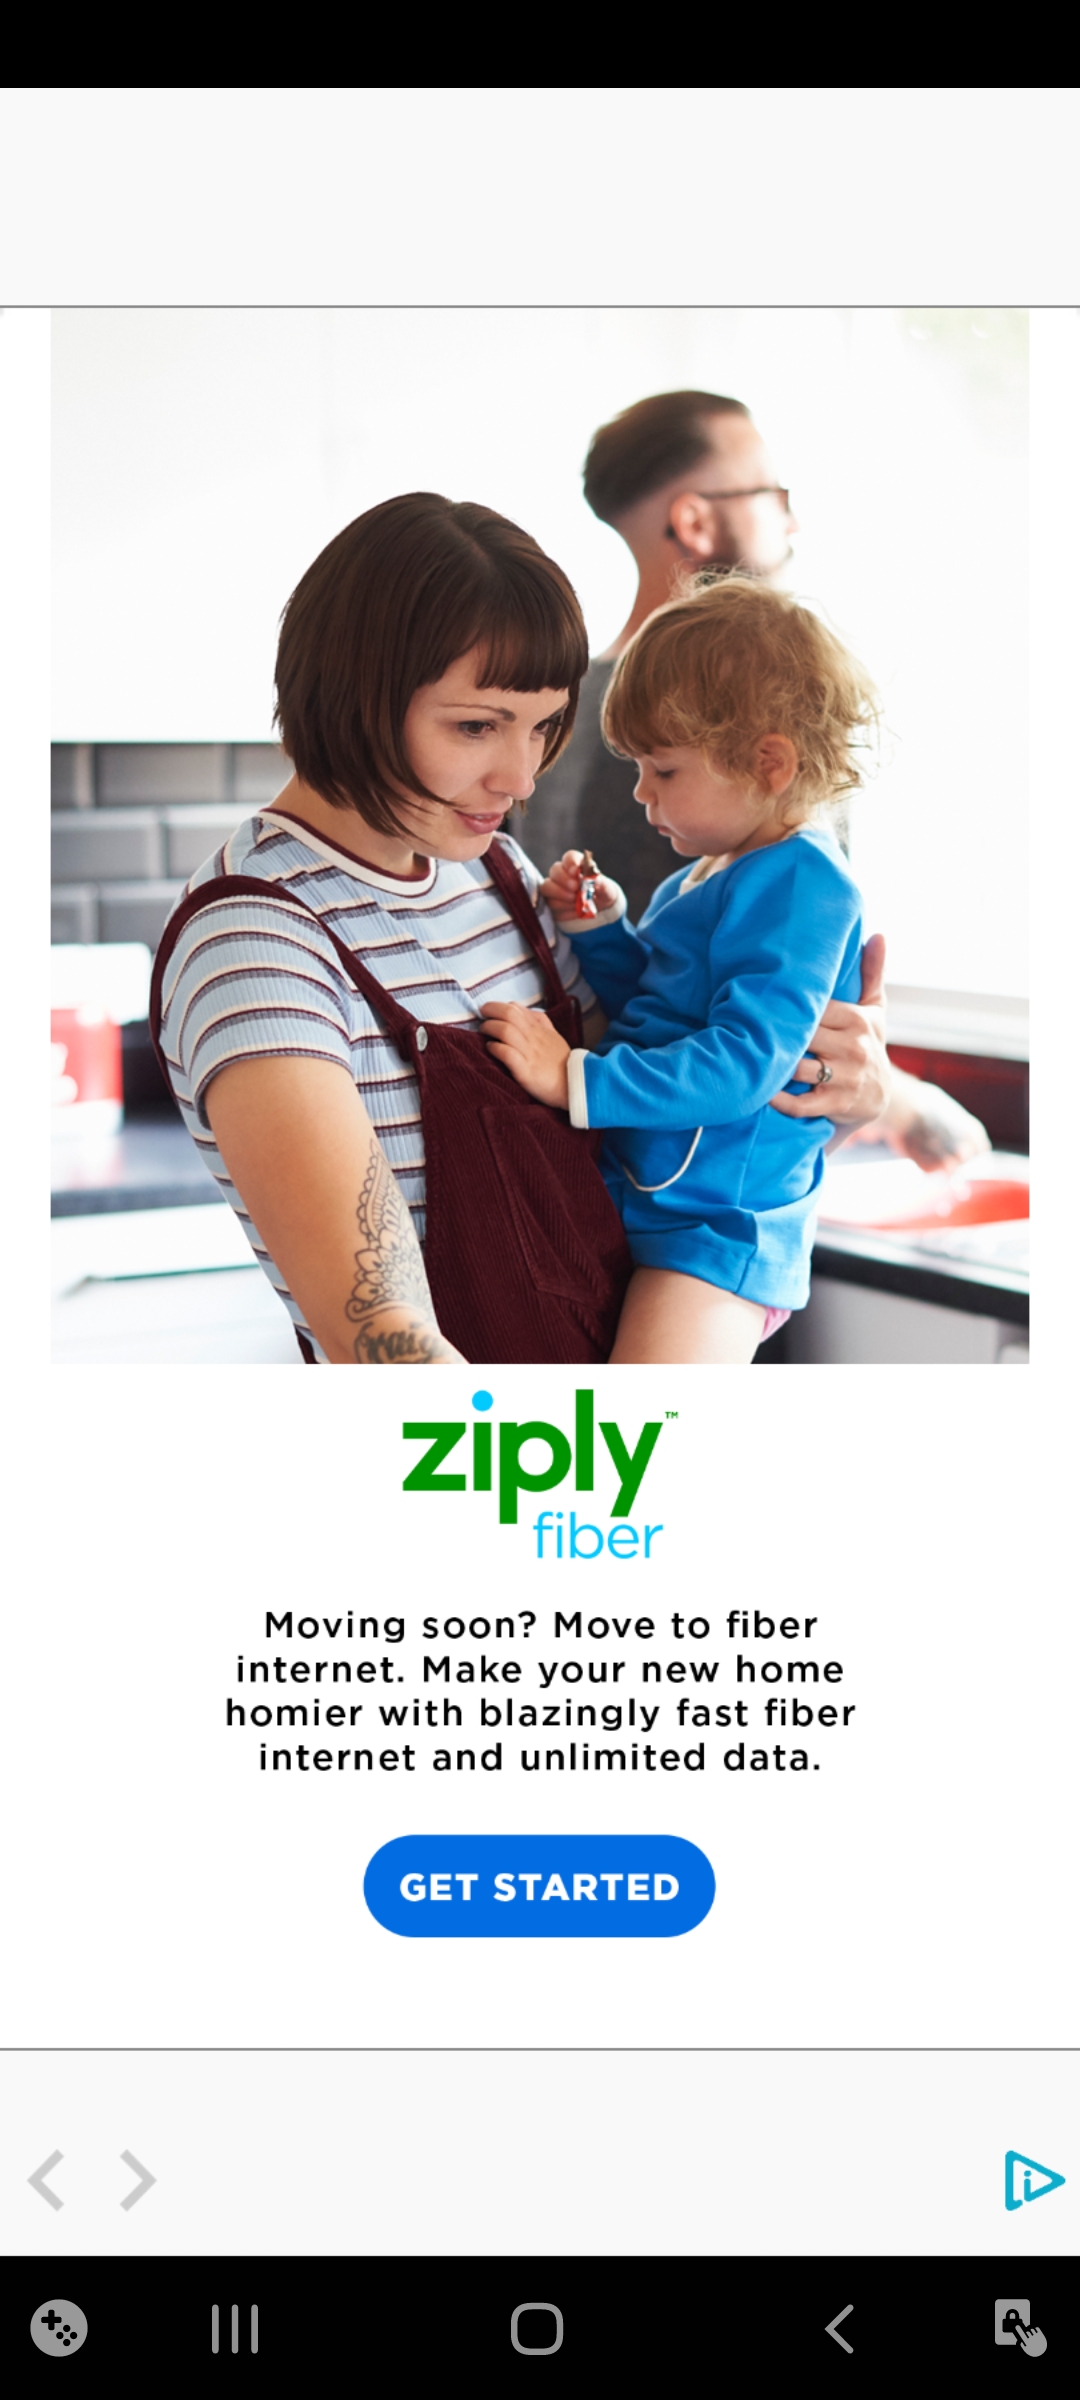 ziply™
fiber
Moving soon? Move to fiber
internet. Make your new home
homier with blazingly fast fiber
internet and unlimited data.
GET STARTED